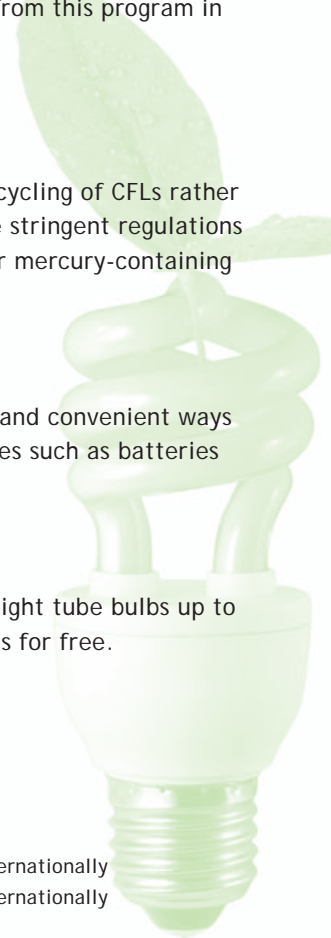 from this program in
cycling of CFLs rather
stringent regulations
r mercury-containing
and convenient ways
es such as batteries
ight tube bulbs up to
s for free.
ernationally
ernationally